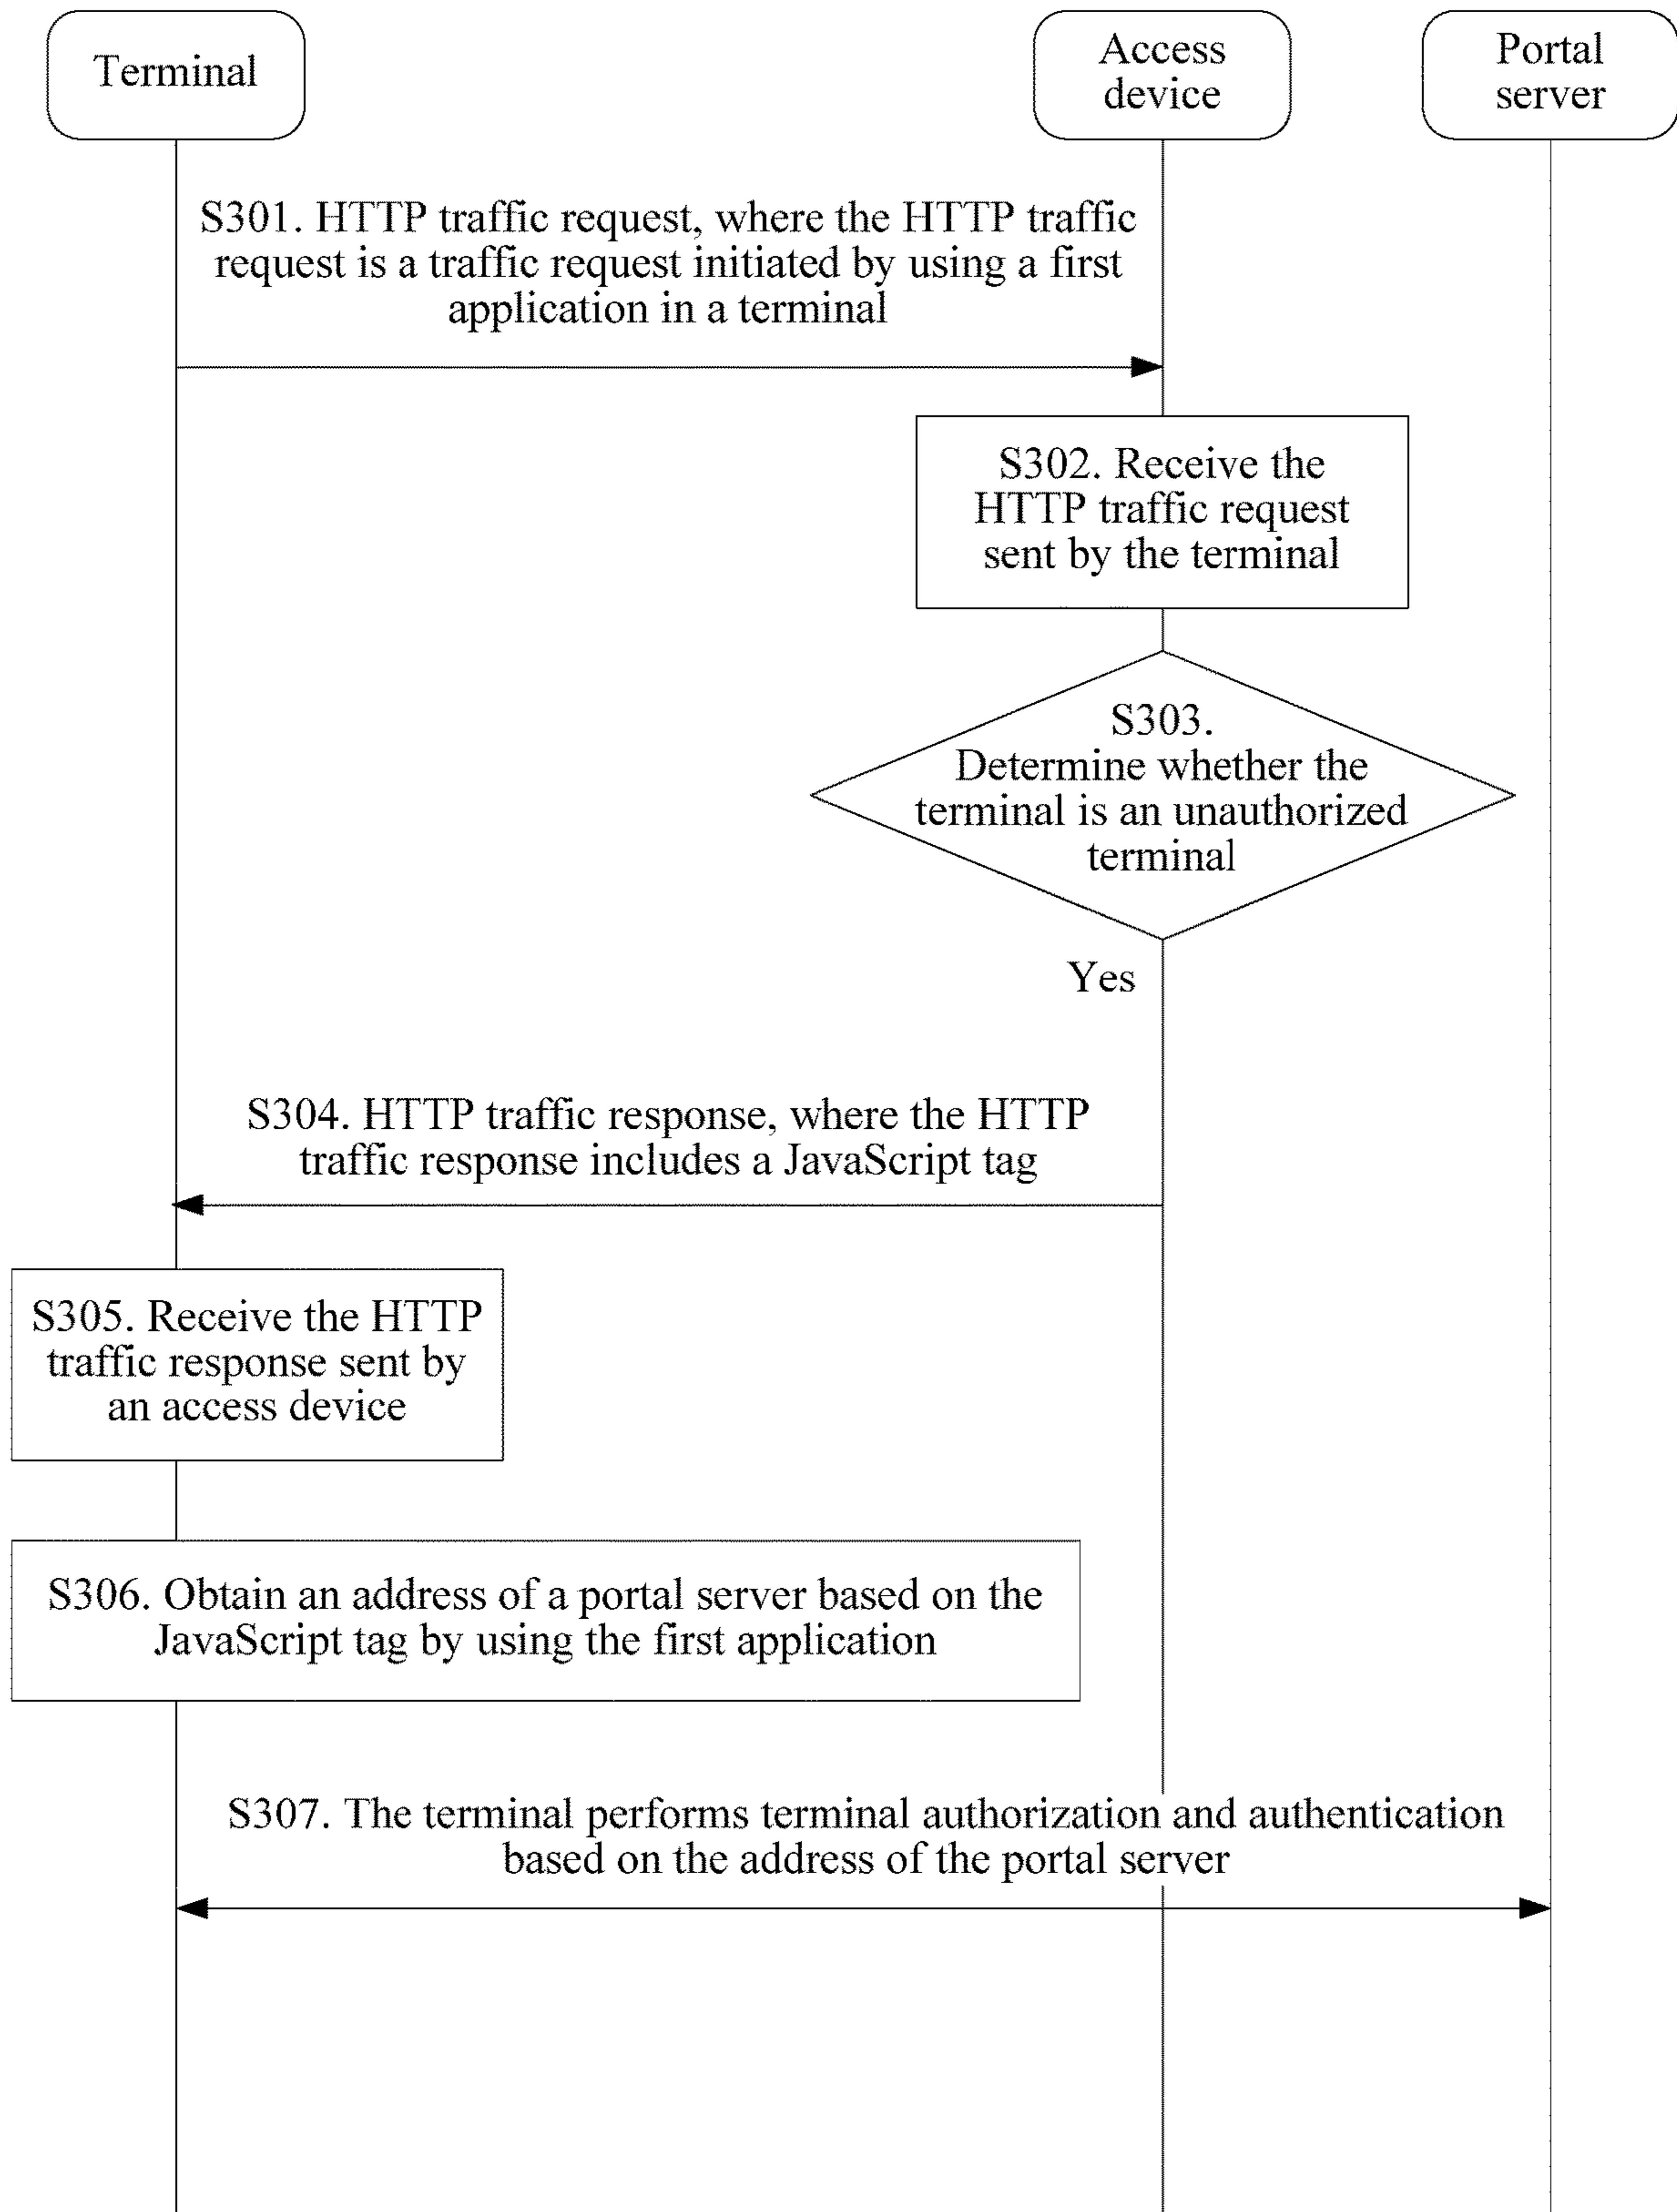 Terminal
Access
device
Portal
server
S301. HTTP traffic request, where the HTTP traffic
request is a traffic request initiated by using a first
application in a terminal
S302. Receive the
HTTP traffic request
sent by the terminal
S303.
Determine whether the
terminal is an unauthorized
terminal
Yes
S304. HTTP traffic response, where the HTTP
traffic response includes a JavaScript tag
S305. Receive the HTTP
traffic response sent by
an access device
S306. Obtain an address of a portal server based on the
JavaScript tag by using the first application
S307. The terminal performs terminal authorization and authentication
based on the address of the portal server